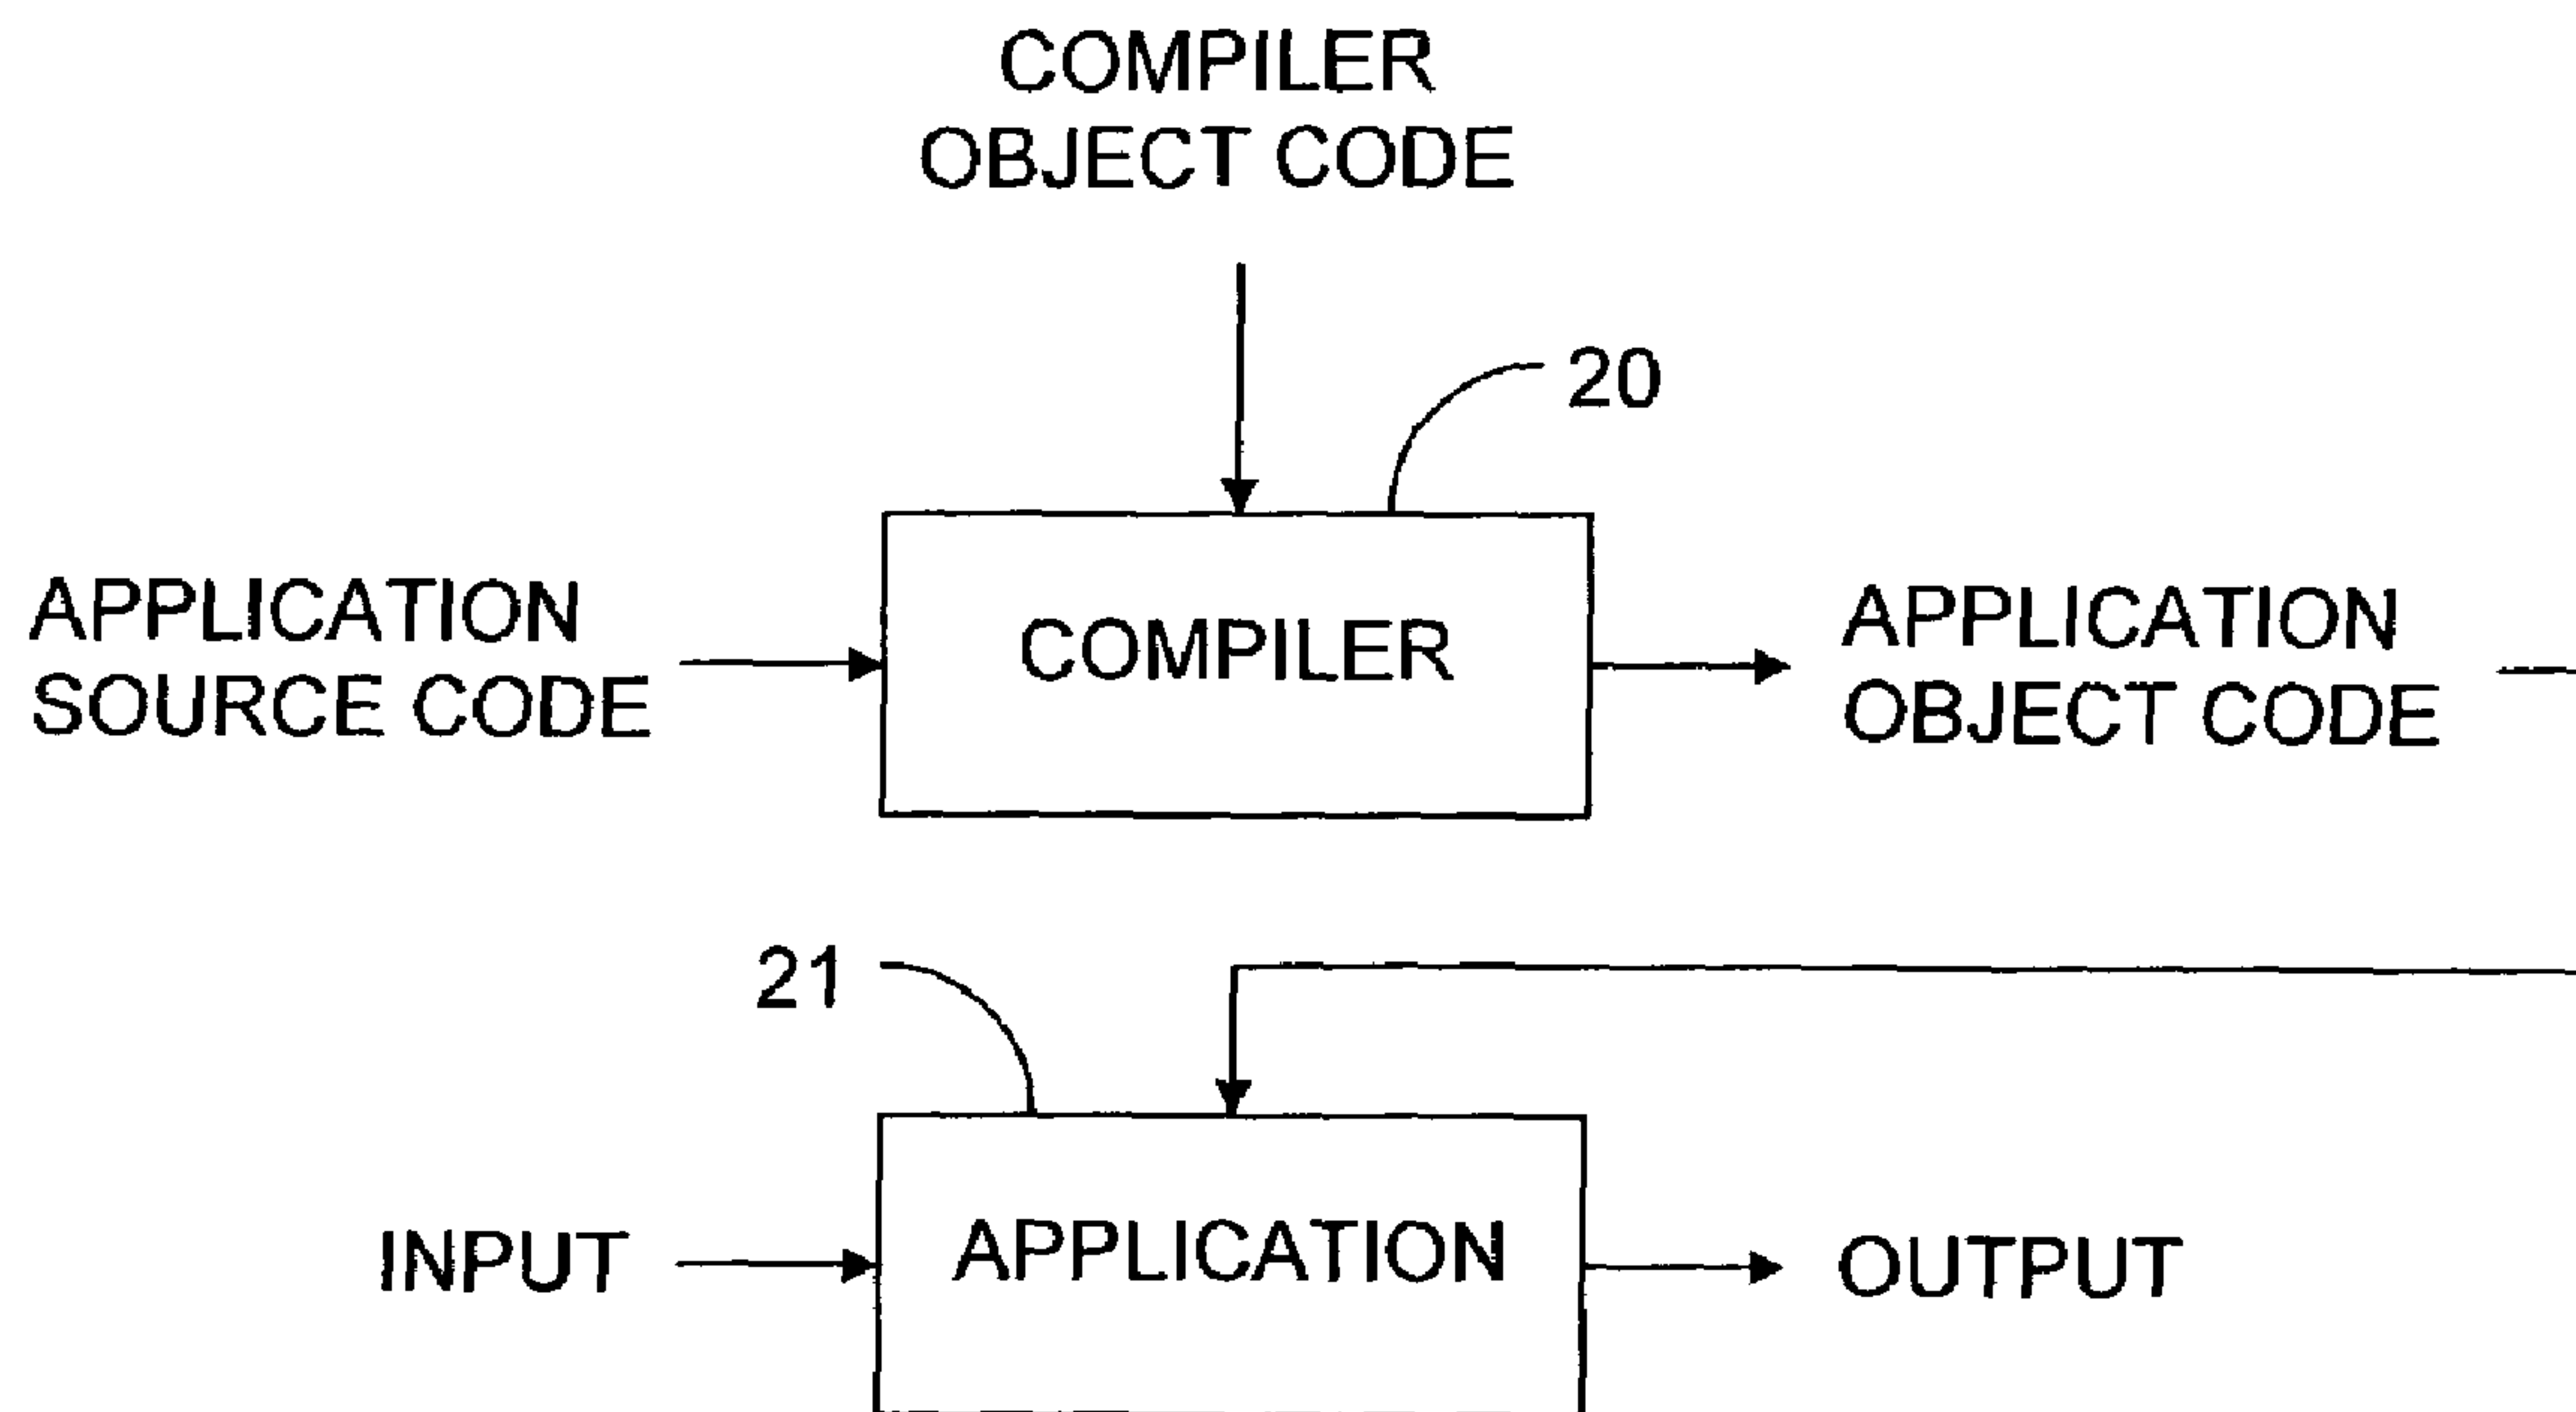 COMPILER
OBJECT CODE
20
APPLICATION
SOURCE CODE
COMPILER
APPLICATION
OBJECT CODE
21
INPUT
APPLICATION
OUTPUT